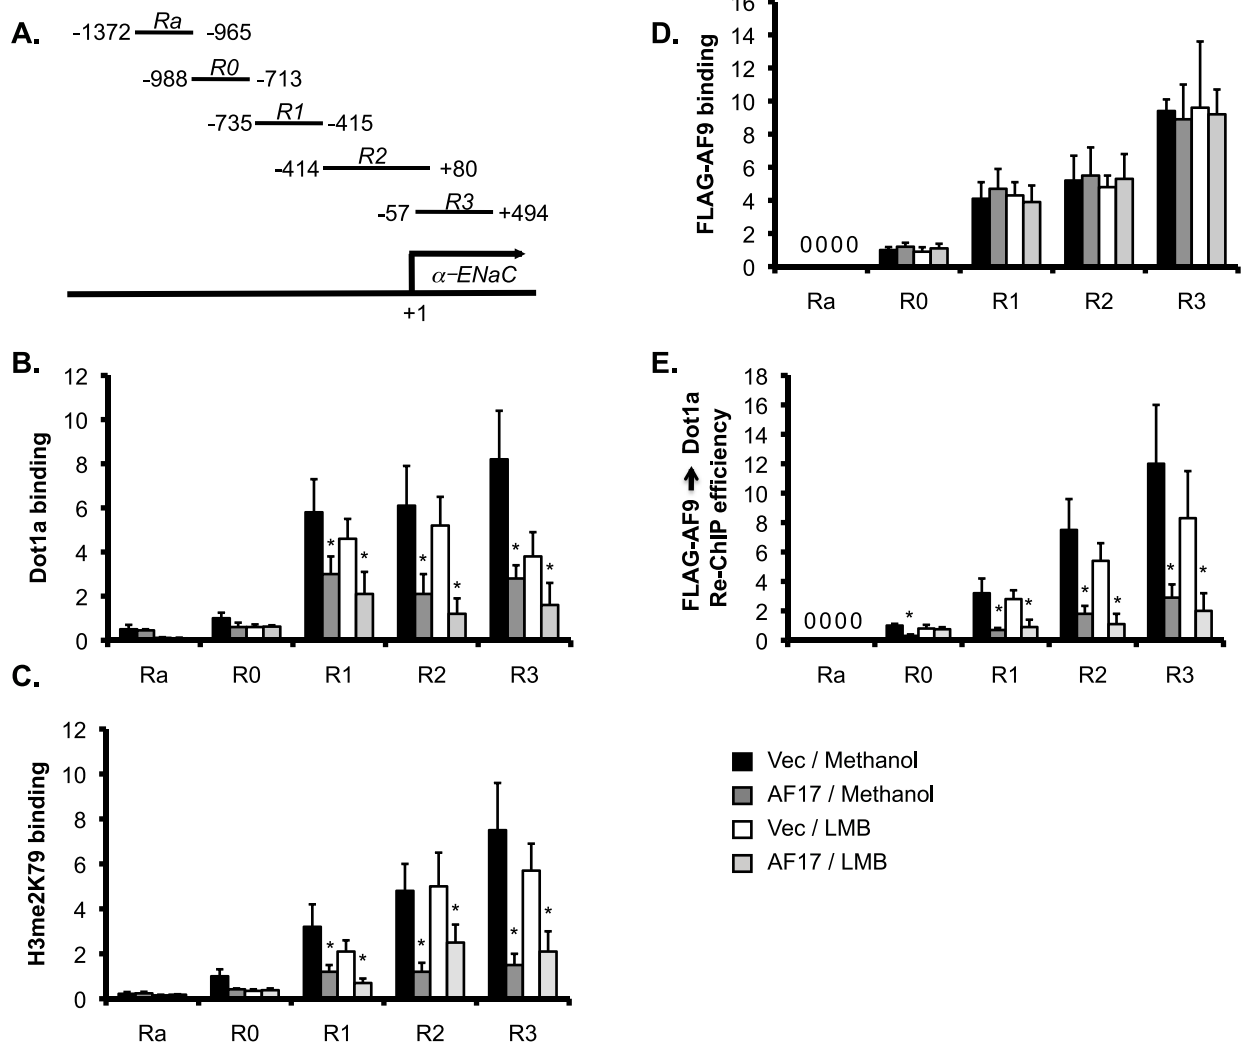 A.
-1372 Ra -965
-988 R0 -713
-735 R1 -415
-414 R2 +80
-57 R3 +494
α-ENaC
+1
B.
Dot1a binding
12
10
8
6
4
2
0
* * * * * *
Ra R0 R1 R2 R3
C.
H3me2K79 binding
12
10
8
6
4
2
0
* * * * * *
Ra R0 R1 R2 R3
D.
FLAG-AF9 binding
16
14
12
10
8
6
4
2
0
0000
Ra R0 R1 R2 R3
E.
FLAG-AF9 → Dot1a
Re-ChIP efficiency
18
16
14
12
10
8
6
4
2
0
0000
* * * * * * *
Ra R0 R1 R2 R3
Vec / Methanol
AF17 / Methanol
Vec / LMB
AF17 / LMB